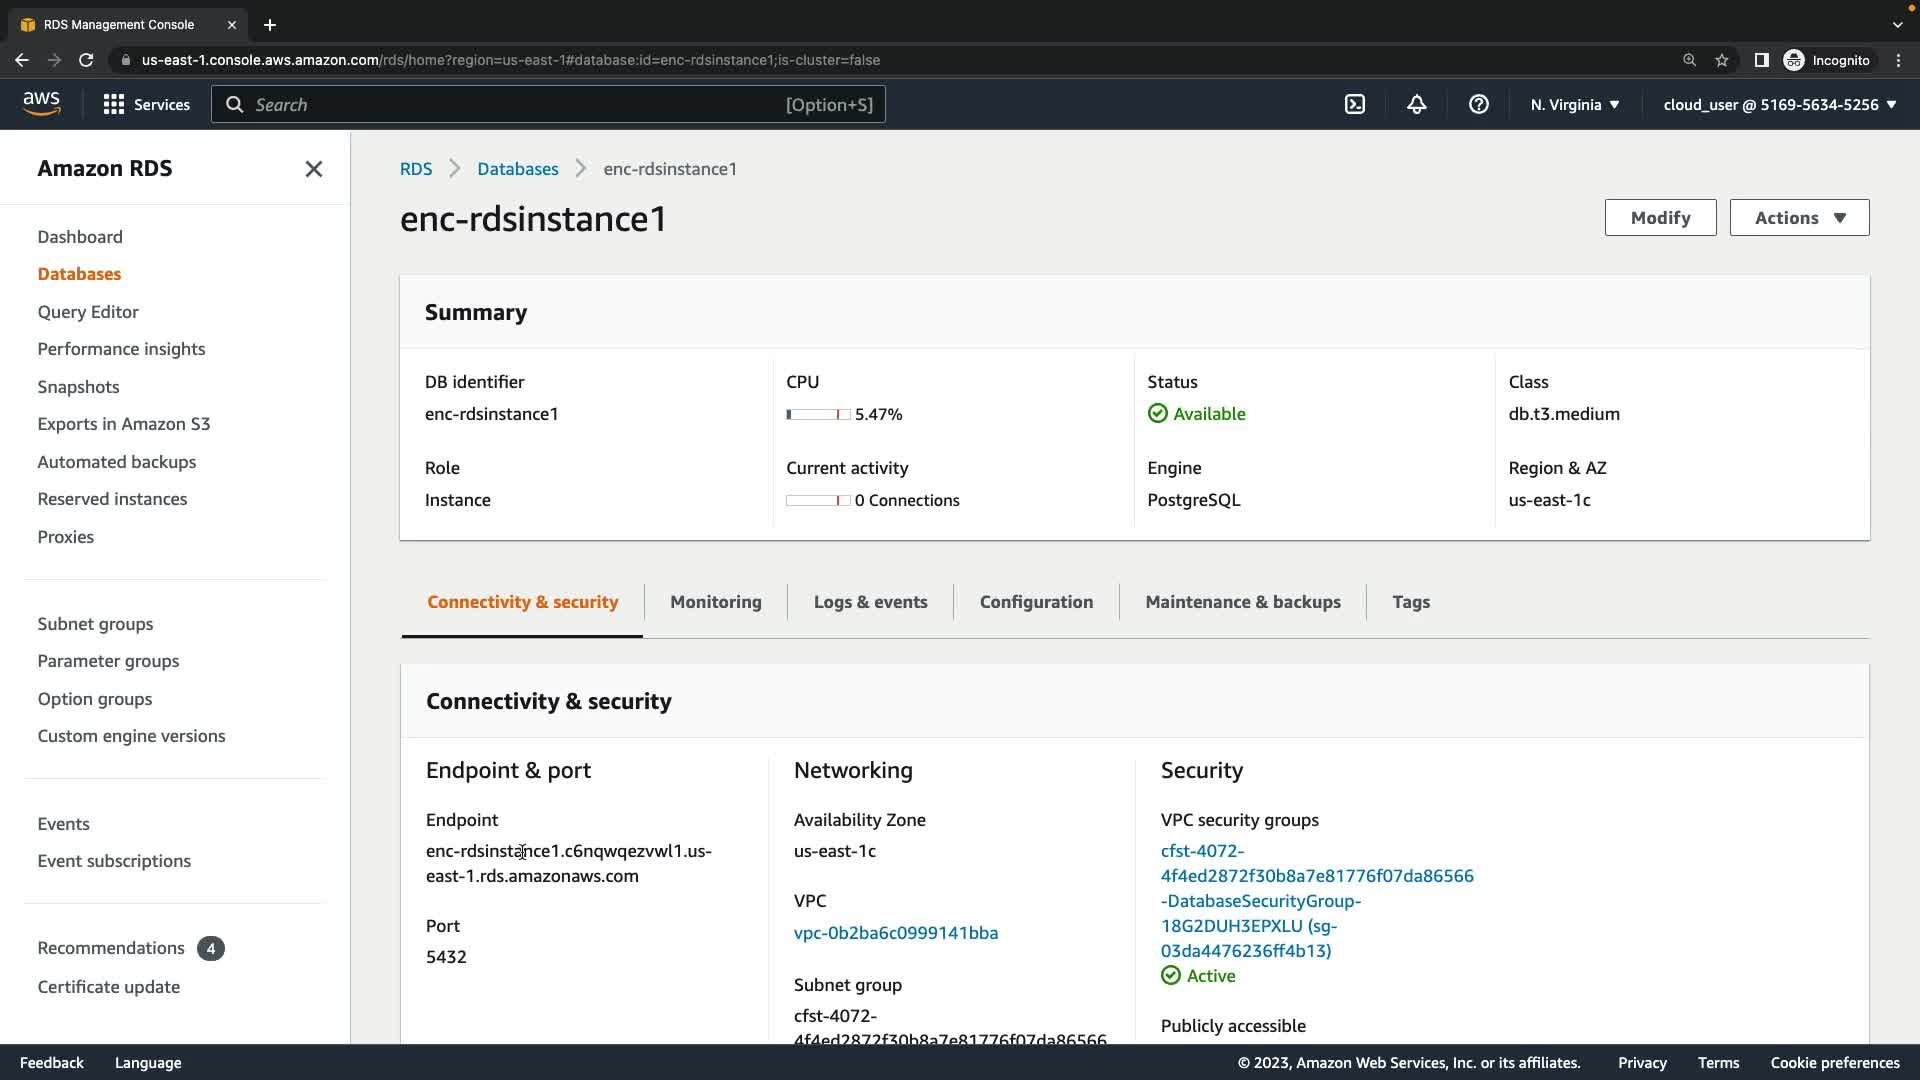 RDS Management Console
us-east-1.console.aws.amazon.com/rds/home?region=us-east-1#database:id=enc-rdsinstance1;is-cluster=false
Incognito
aws
Services
Search
[Option+S]
N. Virginia ▼
cloud_user @ 5169-5634-5256 ▼
Amazon RDS
Dashboard
Databases
Query Editor
Performance insights
Snapshots
Exports in Amazon S3
Automated backups
Reserved instances
Proxies
Subnet groups
Parameter groups
Option groups
Custom engine versions
Events
Event subscriptions
Recommendations 4
Certificate update
RDS > Databases > enc-rdsinstance1
enc-rdsinstance1
Modify
Actions ▼
Summary
DB identifier
enc-rdsinstance1
CPU
5.47%
Status
Available
Class
db.t3.medium
Role
Instance
Current activity
0 Connections
Engine
PostgreSQL
Region & AZ
us-east-1c
Connectivity & security
Monitoring
Logs & events
Configuration
Maintenance & backups
Tags
Connectivity & security
Endpoint & port
Endpoint
enc-rdsinstance1.c6nqwqezvwl1.us-
east-1.rds.amazonaws.com
Port
5432
Networking
Availability Zone
us-east-1c
VPC
vpc-0b2ba6c0999141bba
Subnet group
cfst-4072-
4f4ed2872f30b8a7e81776f07da86566
Security
VPC security groups
cfst-4072-
4f4ed2872f30b8a7e81776f07da86566
-DatabaseSecurityGroup-
18G2DUH3EPXLU (sg-
03da4476236ff4b13)
Active
Publicly accessible
Feedback
Language
© 2023, Amazon Web Services, Inc. or its affiliates.
Privacy
Terms
Cookie preferences